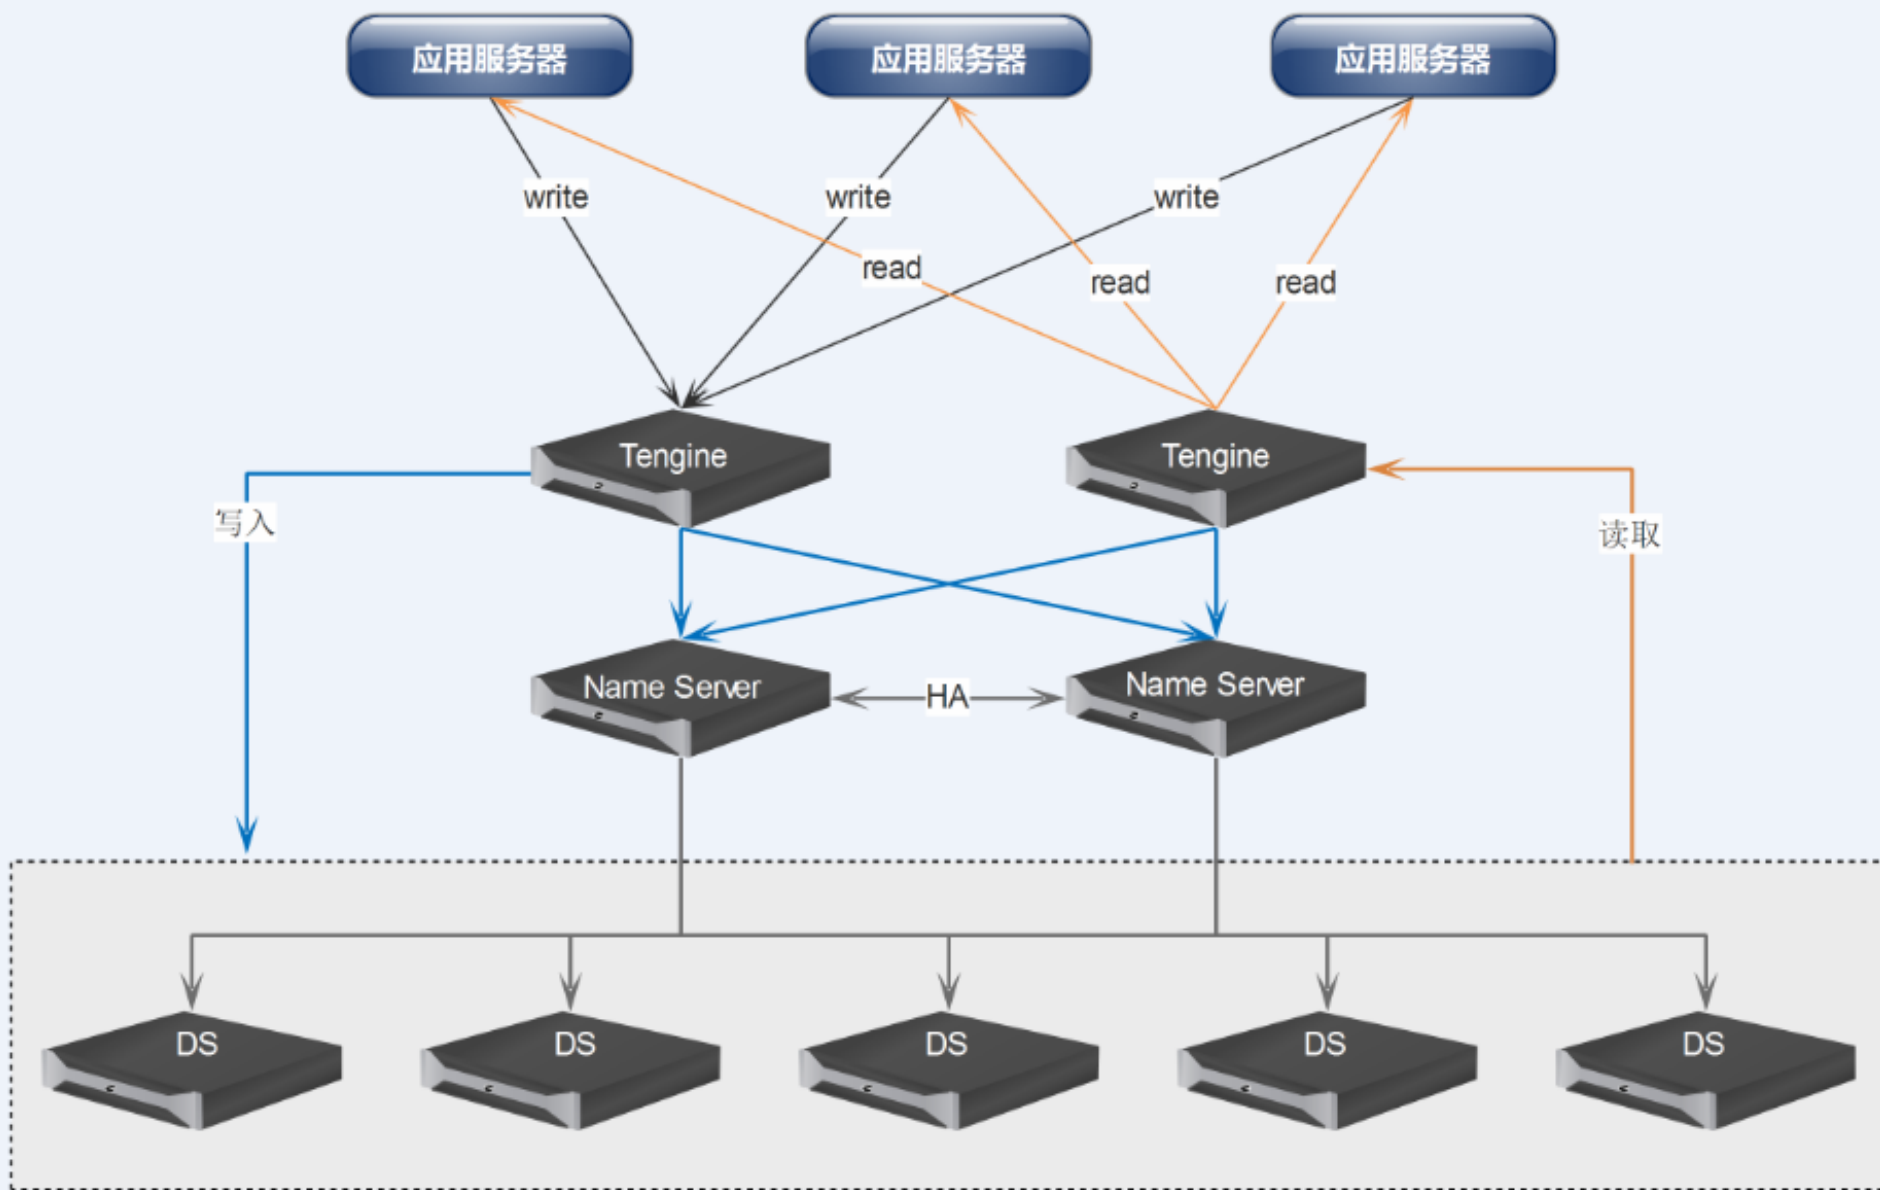 应用服务器
应用服务器
应用服务器
write
write
write
read
read
read
Tengine
Tengine
写入
读取
Name Server
HA
Name Server
DS
DS
DS
DS
DS